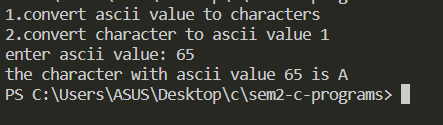 1.convert ascii value to characters
2.convert character to ascii value 1
enter ascii value: 65
the character with ascii value 65 is A
PS C:\Users\ASUS\Desktop\c\sem2-c-programs>